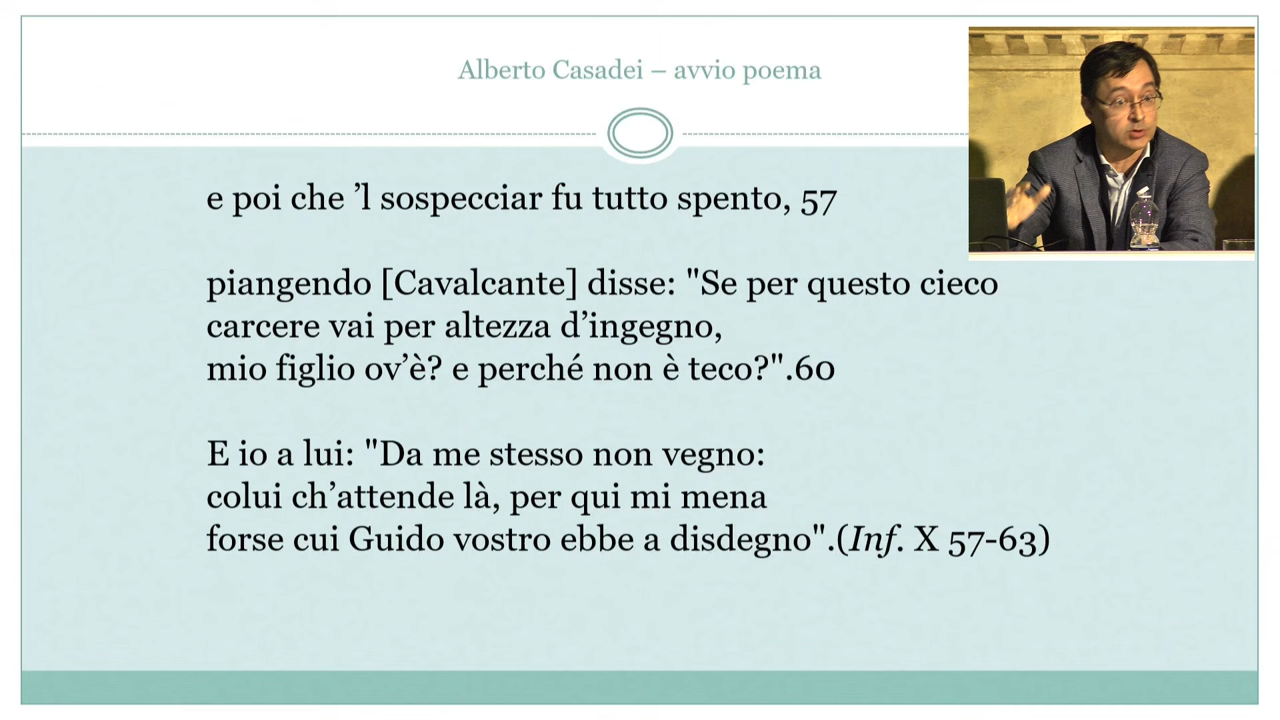 Alberto Casadei – avvio poema
e poi che ’l sospecciar fu tutto spento, 57
piangendo [Cavalcante] disse: "Se per questo cieco
carcere vai per altezza d’ingegno,
mio figlio ov’è? e perché non è teco?".60
E io a lui: "Da me stesso non vegno:
colui ch’attende là, per qui mi mena
forse cui Guido vostro ebbe a disdegno".(Inf. X 57-63)